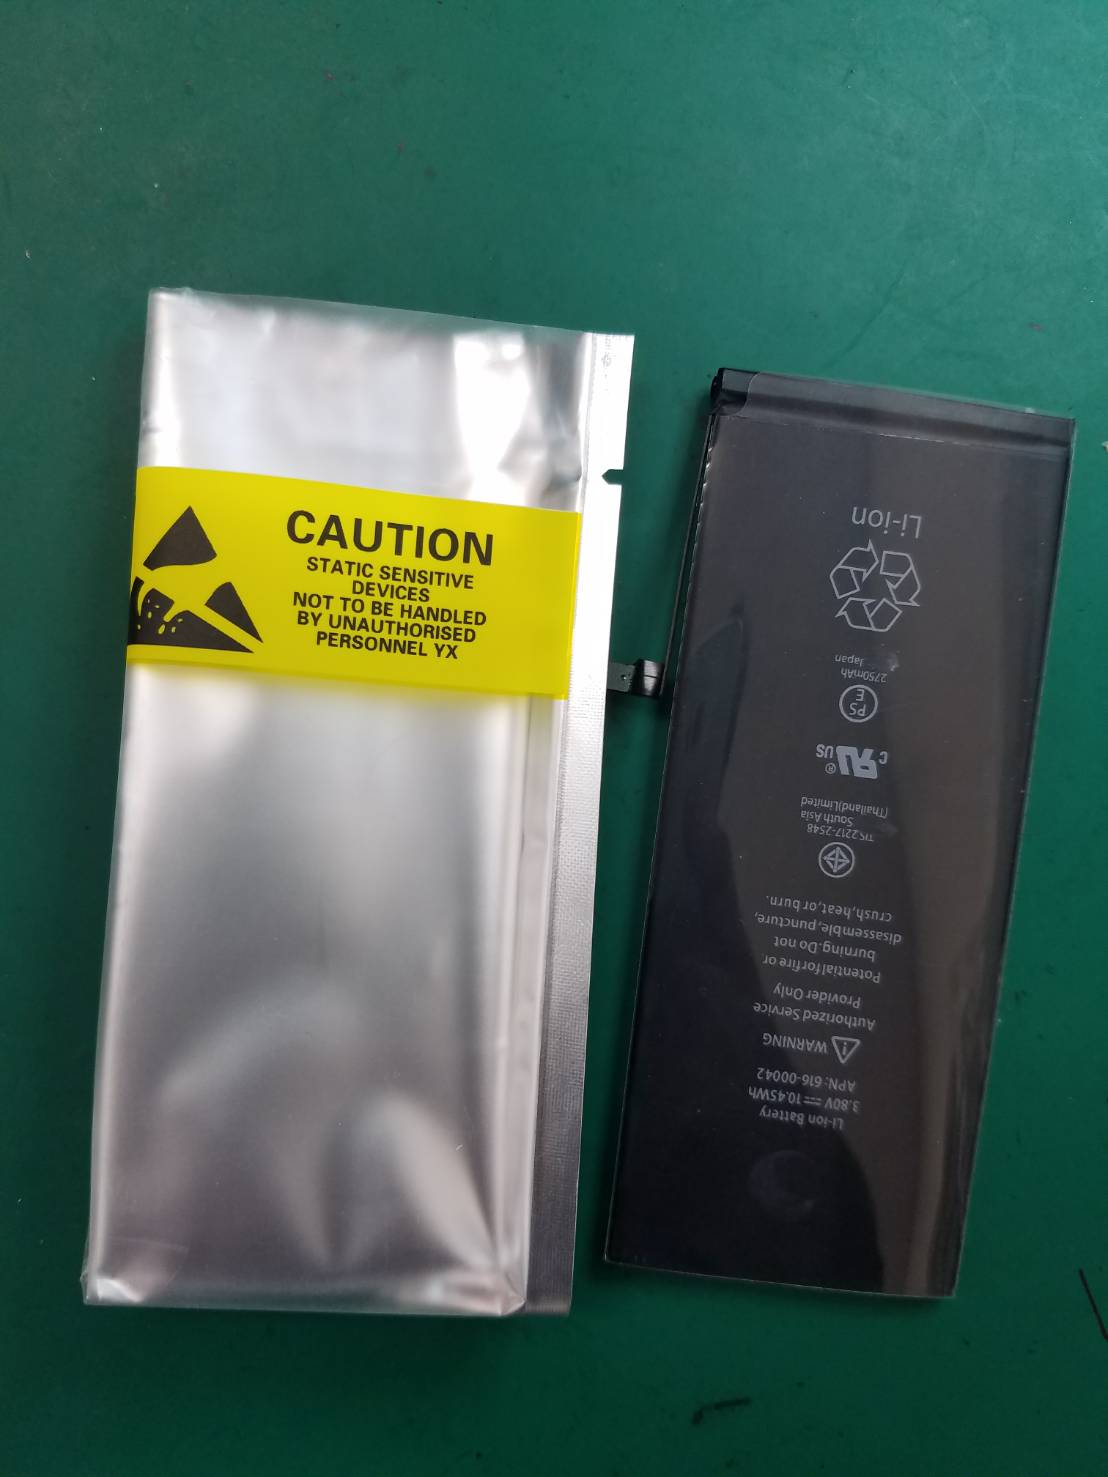 CAUTION
STATIC SENSITIVE
DEVICES
NOT TO BE HANDLED
BY UNAUTHORISED
PERSONNEL YX
Li-ion Battery
3.80V 10.45Wh
APN: 616-00042
WARNING
Authorized Service
Provider Only
Potential for fire or
burning. Do not
disassemble, puncture,
crush, heat, or burn.
TIS 2217-2548
South Asia
(Thailand) Limited
c UL US ®
PS
E
2750mAh
Japan
Li-ion